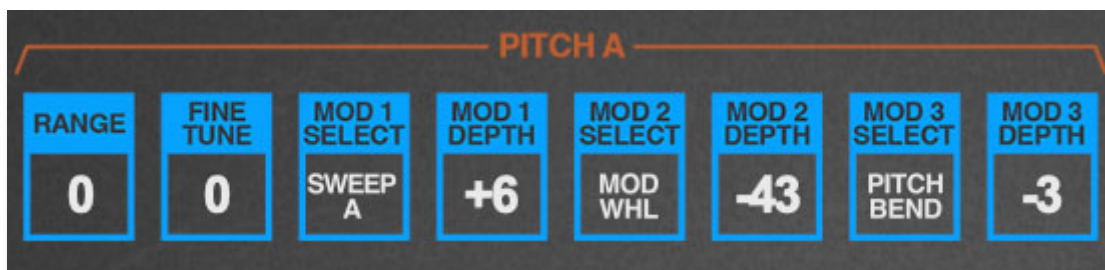 PITCH A
RANGE
FINE
TUNE
MOD 1
SELECT
MOD 1
DEPTH
MOD 2
SELECT
MOD 2
DEPTH
MOD 3
SELECT
MOD 3
DEPTH
0
0
SWEEP
A
+6
MOD
WHL
-43
PITCH
BEND
-3